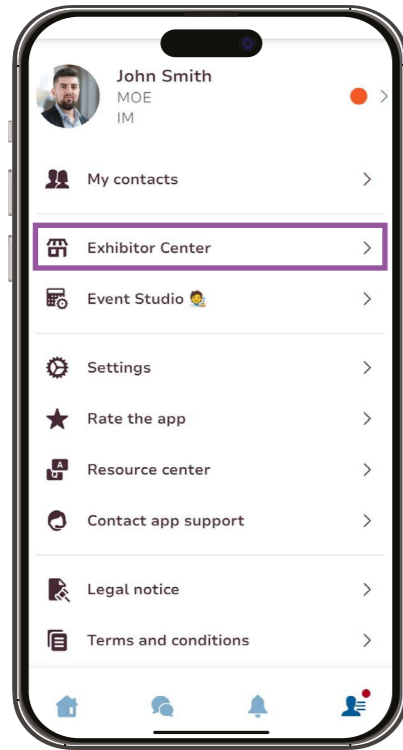 John Smith
MOE
IM
My contacts
Exhibitor Center
Event Studio 🧑‍🎨
Settings
Rate the app
Resource center
Contact app support
Legal notice
Terms and conditions